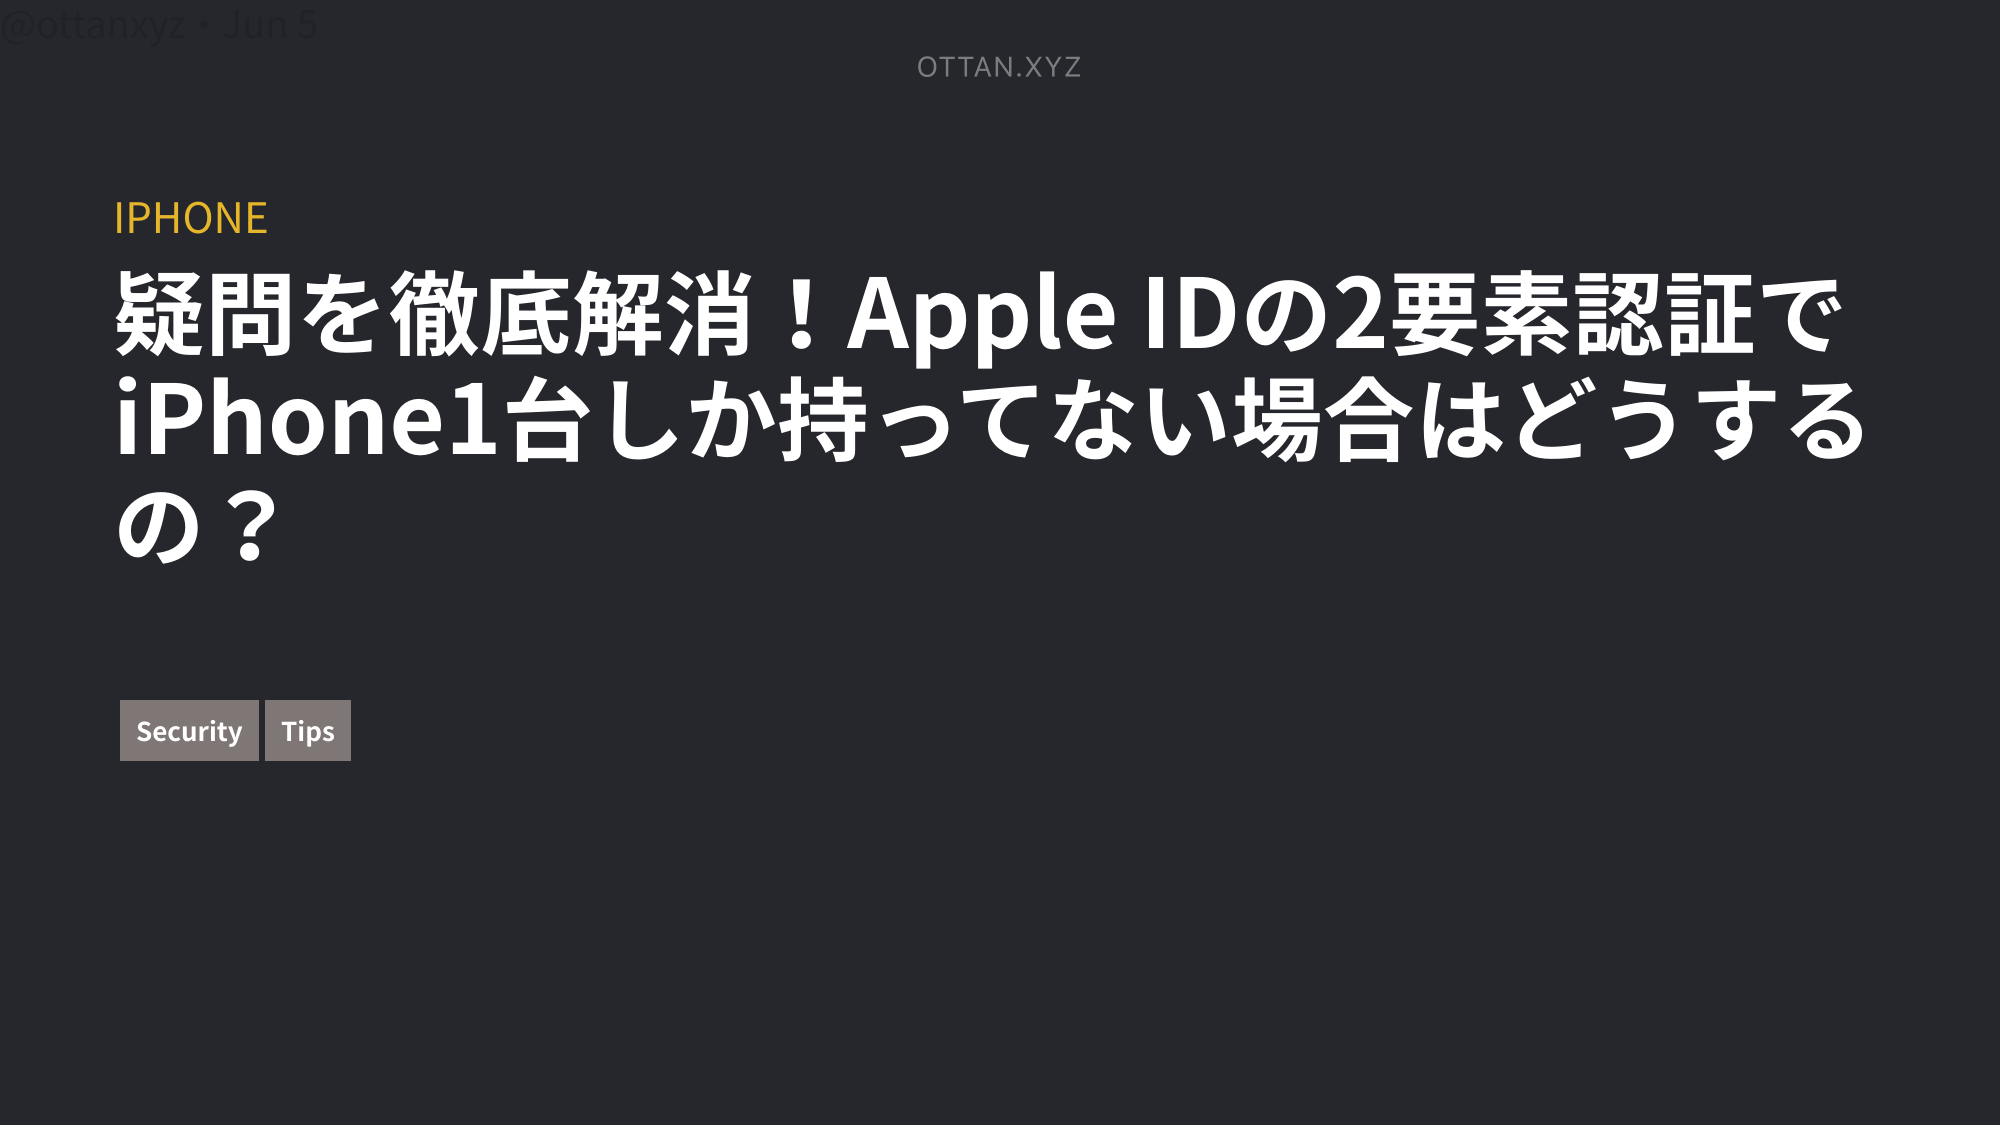 @ottanxyz・Jun 5
OTTAN.XYZ
IPHONE
疑問を徹底解消！Apple IDの2要素認証で
iPhone1台しか持ってない場合はどうする
の？
Security Tips